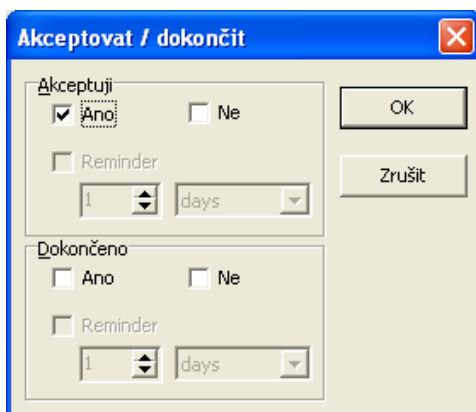 Akceptovat / dokončit
Akceptuji
Ano Ne
OK
Reminder
Zrušit
1 days
Dokončeno
Ano Ne
Reminder
1 days